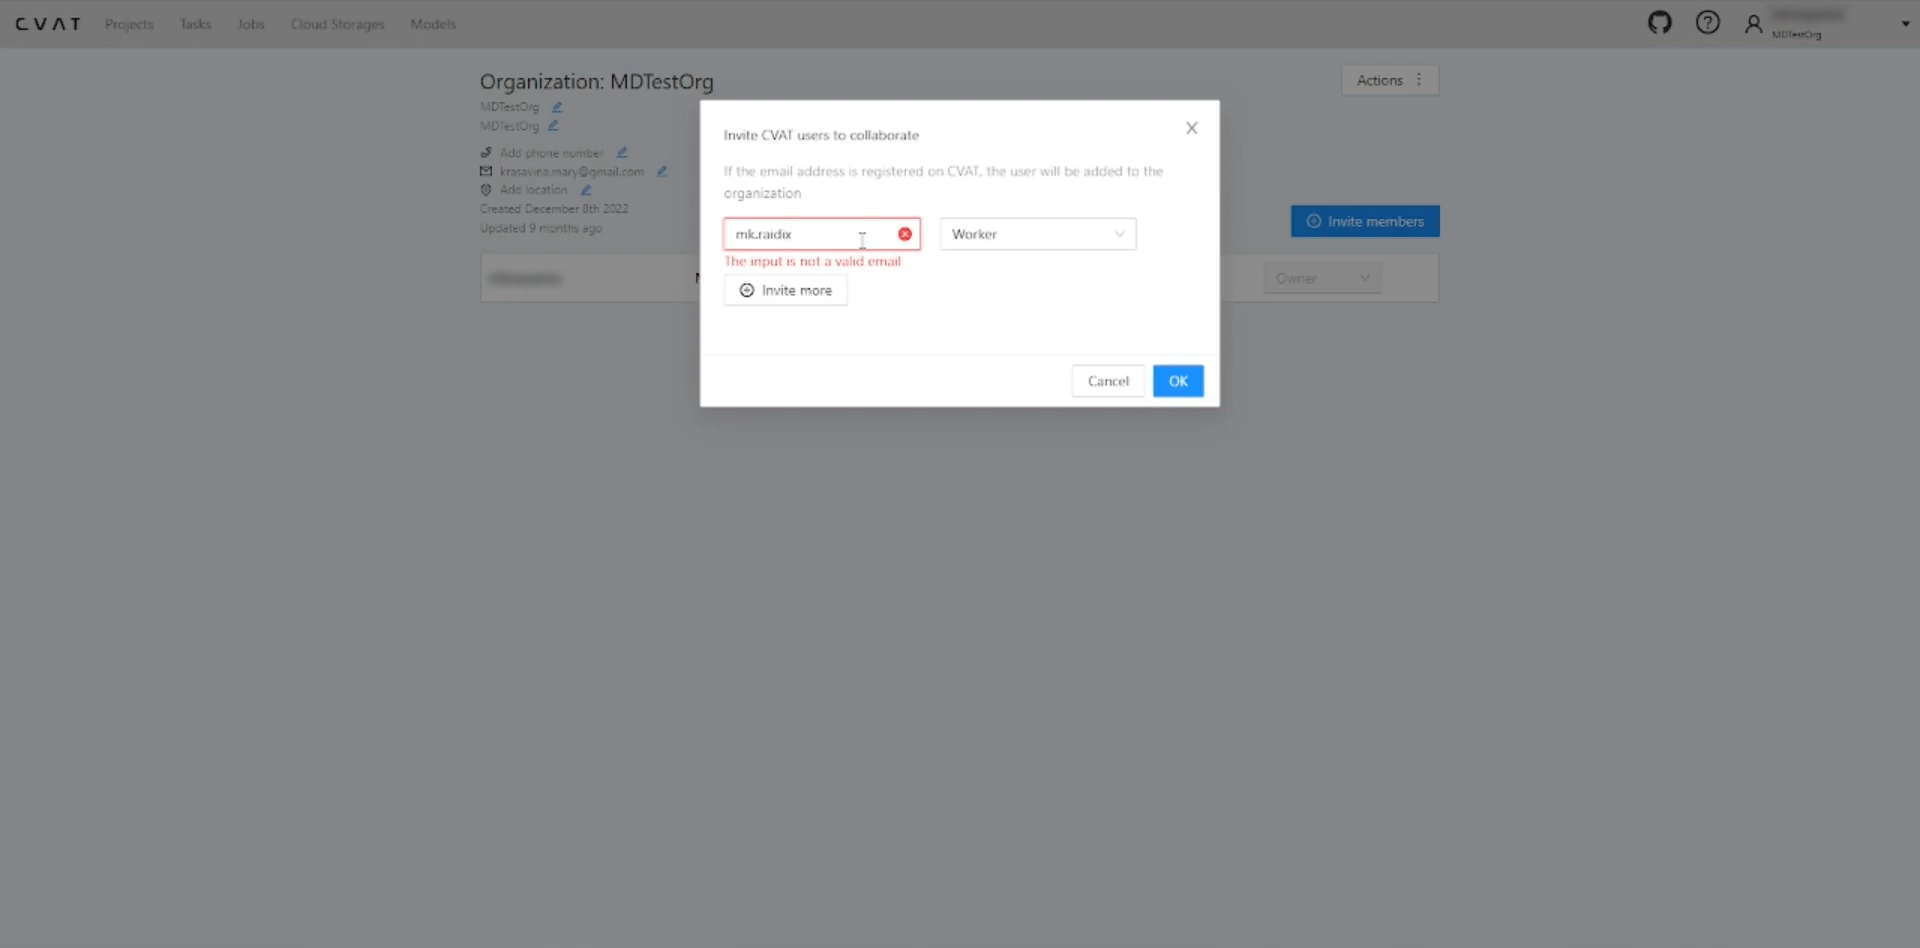 CVAT Projects Tasks Jobs Cloud Storages Models
MDTestOrg
Organization: MDTestOrg
Actions
MDTestOrg
MDTestOrg
Add phone number
krasavina.mary@gmail.com
Add location
Created December 8th 2022
Updated 9 months ago
Invite members
Owner
Invite CVAT users to collaborate
If the email address is registered on CVAT, the user will be added to the
organization
mk.raidix Worker
The input is not a valid email
Invite more
Cancel OK